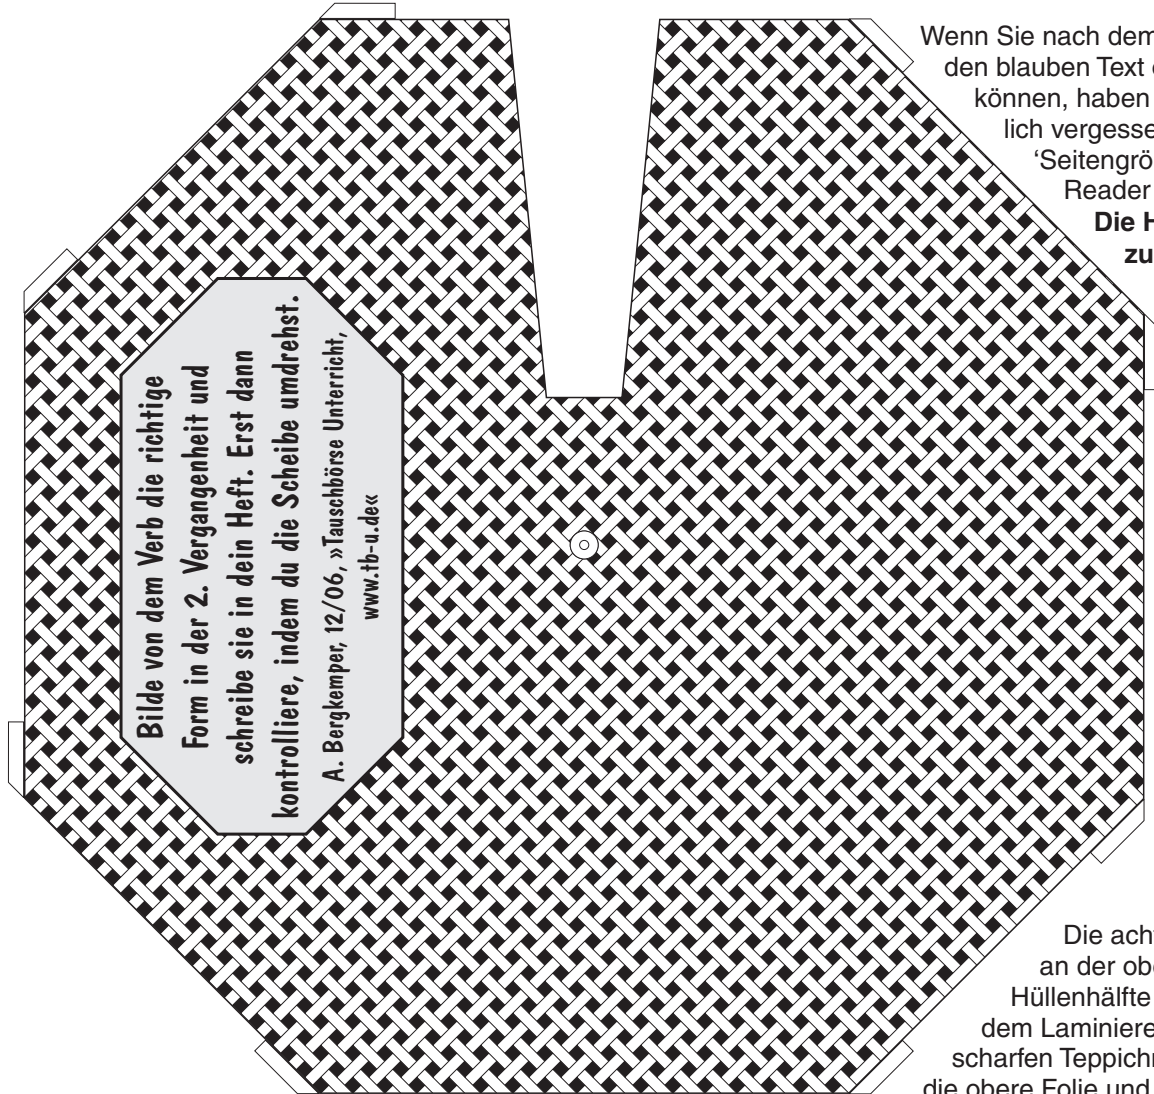 Wenn Sie nach dem
den blauben Text
können, haben
lich vergesse
‘Seitengrö
Reader
Die H
zu
Bilde von dem Verb die richtige
Form in der 2. Vergangenheit und
schreibe sie in dein Heft. Erst dann
kontrolliere, indem du die Scheibe umdrehst.
A. Bergkemper, 12/06, »Tauschbörse Unterricht,
www.tb-u.de«
Die ach
an der obe
Hüllenhälfte
dem Laminiere
scharfen Teppich
die obere Folie und